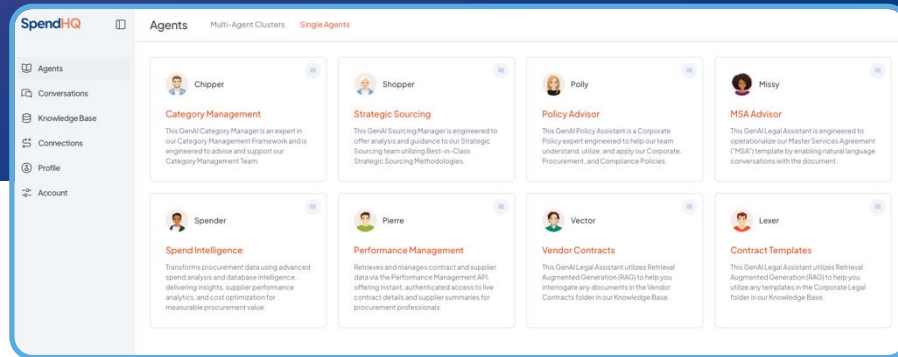 SpendHQ
Agents
Multi-Agent Clusters
Single Agents
Agents
Conversations
Knowledge Base
Connections
Profile
Account
Chipper
Category Management
This GenAI Category Manager is an expert in
our Category Management Framework and is
engineered to advise and support our
Category Management Team.
Shopper
Strategic Sourcing
This GenAI Sourcing Manager is engineered to
offer analysis and guidance to our Strategic
Sourcing team utilizing Best-in-Class
Strategic Sourcing Methodologies.
Polly
Policy Advisor
This GenAI Policy Assistant is a Corporate
Policy expert engineered to help our team
understand, utilize, and apply our Corporate,
Procurement, and Compliance Policies.
Missy
MSA Advisor
This GenAI Legal Assistant is engineered to
operationalize our Master Services Agreement
("MSA") template by enabling natural language
conversations with the document.
Spender
Spend Intelligence
Transforms procurement data using advanced
spend analysis and database intelligence,
delivering insights, supplier performance
analytics, and cost optimization for
measurable procurement value.
Pierre
Performance Management
Retrieves and manages contract and supplier
data via the Performance Management API,
offering instant, authenticated access to live
contract details and supplier summaries for
procurement professionals.
Vector
Vendor Contracts
This GenAI Legal Assistant utilizes Retrieval
Augmented Generation (RAG) to help you
interrogate any documents in the Vendor
Contracts folder in our Knowledge Base.
Lexer
Contract Templates
This GenAI Legal Assistant utilizes Retrieval
Augmented Generation (RAG) to help you
utilize any templates in the Corporate Legal
folder in our Knowledge Base.